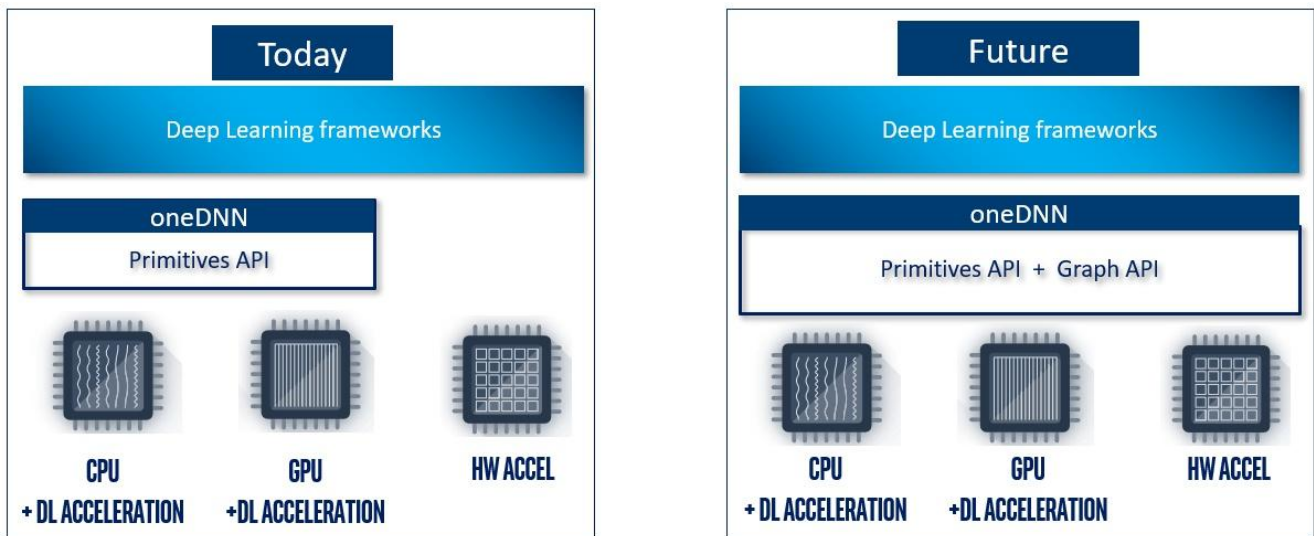 Today
Deep Learning frameworks
oneDNN
Primitives API
CPU
+ DL ACCELERATION
GPU
+DL ACCELERATION
HW ACCEL
Future
Deep Learning frameworks
oneDNN
Primitives API + Graph API
CPU
+ DL ACCELERATION
GPU
+DL ACCELERATION
HW ACCEL